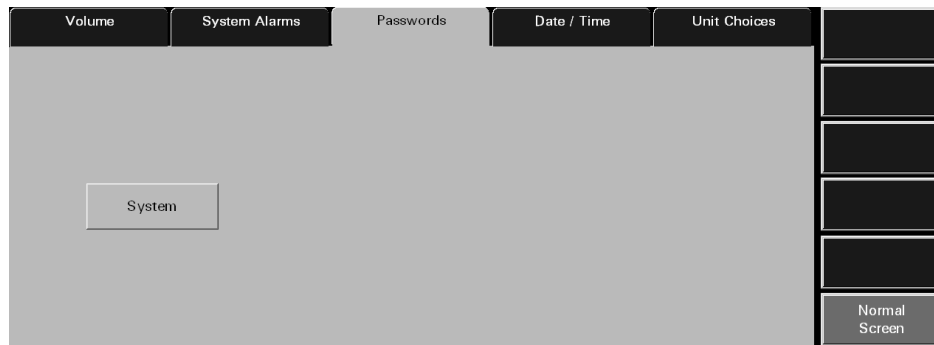 Volume
System Alarms
Passwords
Date / Time
Unit Choices
System
Normal
Screen